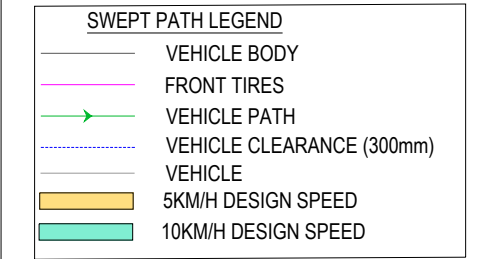 SWEPT PATH LEGEND
VEHICLE BODY
FRONT TIRES
VEHICLE PATH
VEHICLE CLEARANCE (300mm)
VEHICLE
5KM/H DESIGN SPEED
10KM/H DESIGN SPEED